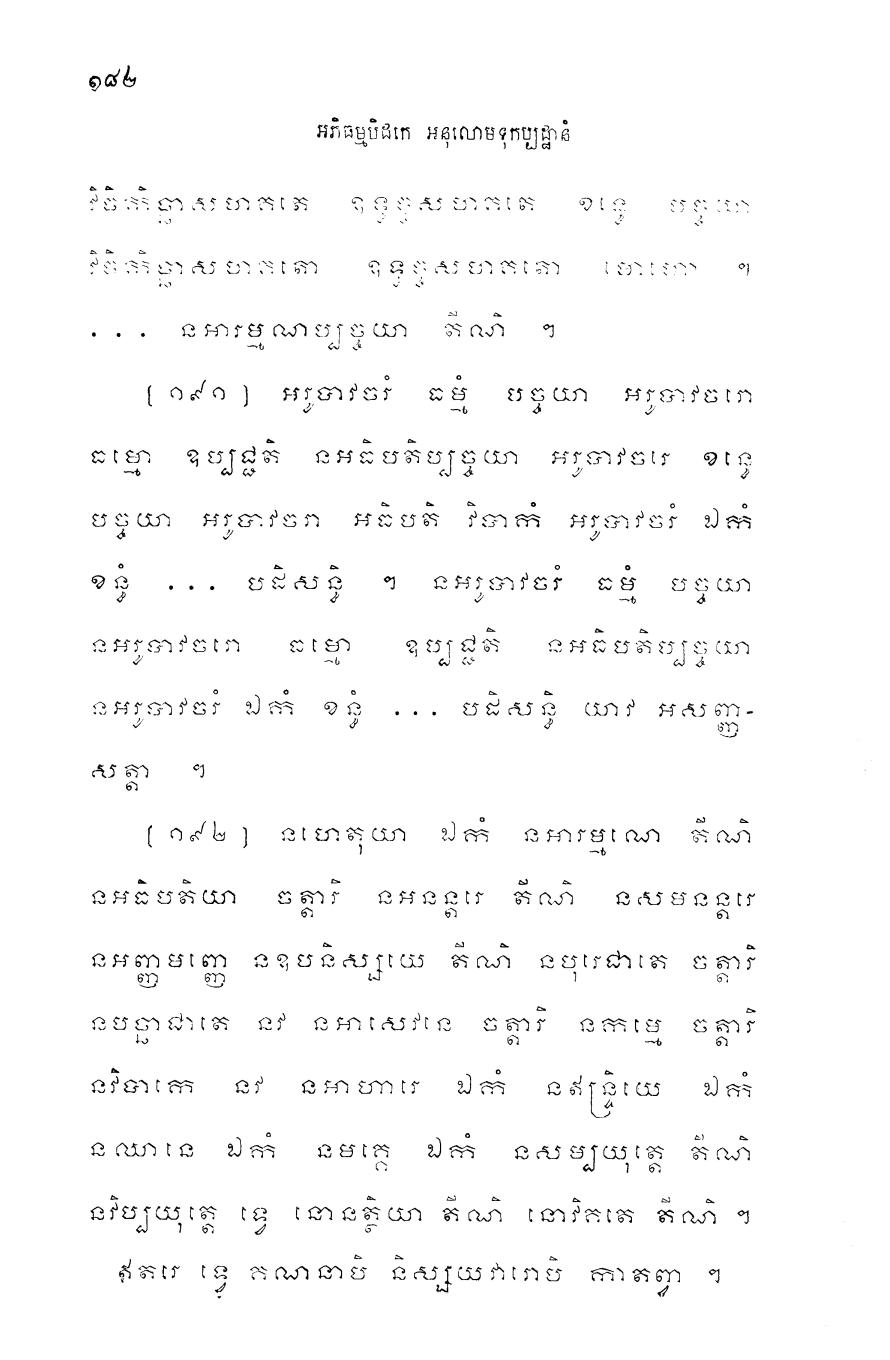 ១៨២
អភិធម្មបិដកេ អនុលោមទុកប្បដ្ឋានំ
វិចិកិច្ឆាសហគតេ ឧទ្ធច្ចសហគតេ ខន្ធេ បច្ចយា
វិចិកិច្ឆាសហគតោ ឧទ្ធច្ចសហគតោ មោហោ ។
... នអារម្មណប្បច្ចយា តីណិ ។
[ ១៩១ ] អរូបាវចរំ ធម្មំ បច្ចយា អរូបាវចរោ
ធម្មោ ឧប្បជ្ជតិ នអធិបតិប្បច្ចយា អរូបាវចរេ ខន្ធេ
បច្ចយា អរូបាវចរា អធិបតិ វិបាកំ អរូបាវចរំ ឯកំ
ខន្ធំ ... បដិសន្ធិ ។ នអរូបាវចរំ ធម្មំ បច្ចយា
នអរូបាវចរោ ធម្មោ ឧប្បជ្ជតិ នអធិបតិប្បច្ចយា
នអរូបាវចរំ ឯកំ ខន្ធំ ... បដិសន្ធិ យាវ អសញ្ញ-
សត្តា ។
[ ១៩២ ] នហេតុយា ឯកំ នអារម្មណេ តីណិ
នអធិបតិយា ចត្តារិ នអនន្តរេ តីណិ នសមនន្តរេ
នអញ្ញមញ្ញេ នឧបនិស្សយេ តីណិ នបុរេជាតេ ចត្តារិ
នបច្ឆាជាតេ នវ នអាសេវនេ ចត្តារិ នកម្មេ ចត្តារិ
នវិបាកេ នវ នអាហារេ ឯកំ នឥន្ទ្រិយេ ឯកំ
នឈានេ ឯកំ នមគ្គេ ឯកំ នសម្បយុត្តេ តីណិ
នវិប្បយុត្តេ ទ្វេ នោនត្ថិយា តីណិ នោវិគតេ តីណិ ។
ឥតរេ ទ្វេ គណនាបិ និស្សយវារោបិ កាតព្វា ។